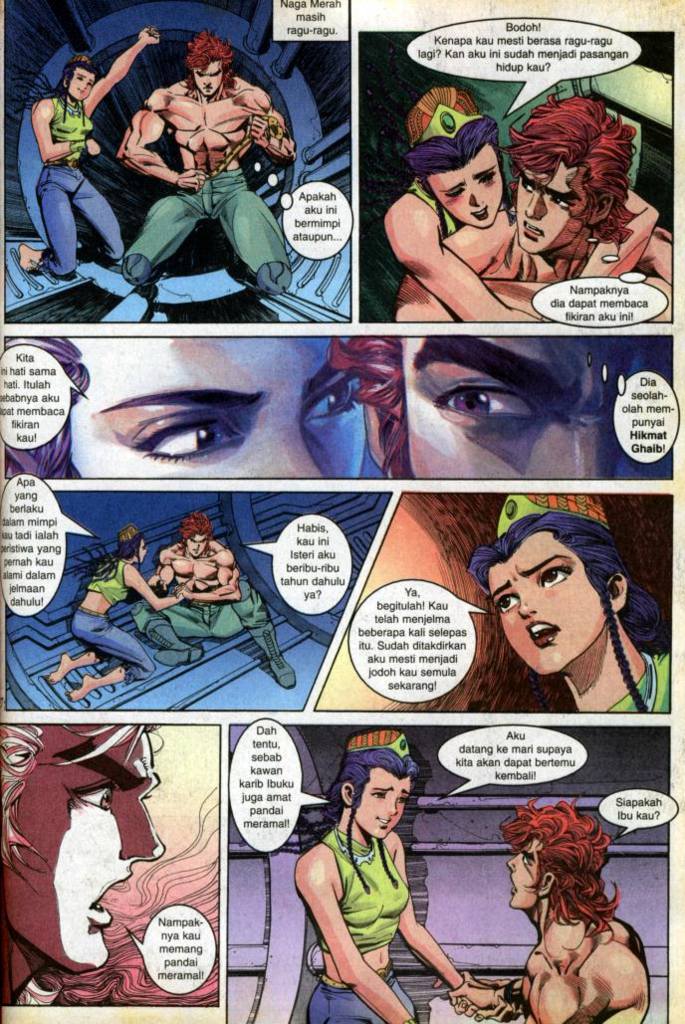 Naga Merah
masih
ragu-ragu.
Apakah
aku ini
bermimpi
ataupun...
Bodoh!
Kenapa kau mesti berasa ragu-ragu
lagi? Kan aku ini sudah menjadi pasangan
hidup kau?
Nampaknya
dia dapat membaca
fikiran aku ini!
Kita
ni hati sama
hati. Itulah
ebabnya aku
pat membaca
fikiran
kau!
Dia
seolah-
olah mem-
punyai
Hikmat
Ghaib!
Apa
yang
berlaku
dalam mimpi
kau tadi ialah
eristiwa yang
pernah kau
alami dalam
jelmaan
dahulu!
Habis,
kau ini
Isteri aku
beribu-ribu
tahun dahulu
ya?
Ya,
begitulah! Kau
telah menjelma
beberapa kali selepas
itu. Sudah ditakdirkan
aku mesti menjadi
jodoh kau semula
sekarang!
Nampak-
nya kau
memang
pandai
meramal!
Dah
tentu,
sebab
kawan
karib Ibuku
juga amat
pandai
meramal!
Aku
datang ke mari supaya
kita akan dapat bertemu
kembali!
Siapakah
Ibu kau?